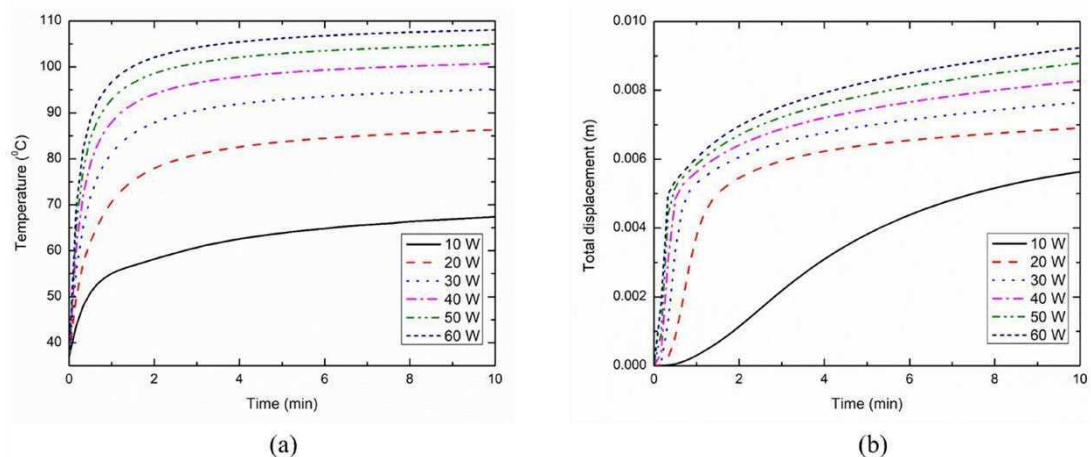 110
100
90
80
70
60
50
40
0
2
4
6
8
10
Temperature (⁰C)
Time (min)
10 W
20 W
30 W
40 W
50 W
60 W
(a)
0.010
0.008
0.006
0.004
0.002
0.000
0
2
4
6
8
10
Total displacement (m)
Time (min)
10 W
20 W
30 W
40 W
50 W
60 W
(b)